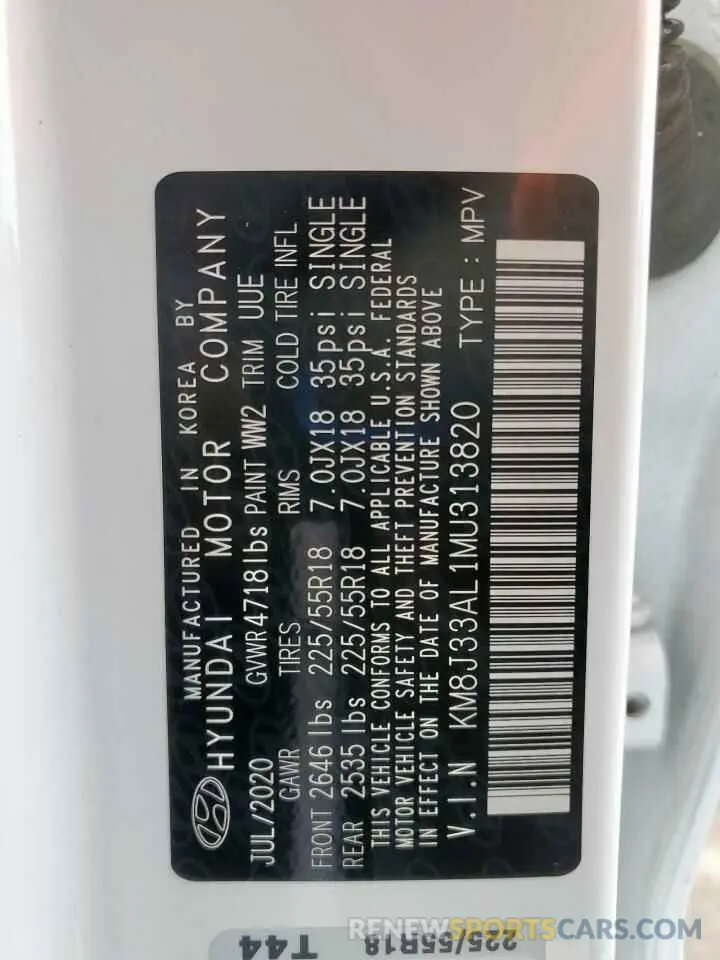 MANUFACTURED IN KOREA BY
HYUNDAI MOTOR COMPANY
JUL/2020 GVWR4718lbs PAINT WW2 TRIM UUE
GAWR TIRES RIMS COLD TIRE INFL
FRONT 2646lbs 225/55R18 7.0JX18 35psi SINGLE
REAR 2535lbs 225/55R18 7.0JX18 35psi SINGLE
THIS VEHICLE CONFORMS TO ALL APPLICABLE U.S.A. FEDERAL
MOTOR VEHICLE SAFETY AND THEFT PREVENTION STANDARDS
IN EFFECT ON THE DATE OF MANUFACTURE SHOWN ABOVE
V.I.N KM8J33AL1MU313820 TYPE : MPV
225/55R18
T44
RENEWSPORTSCARS.COM